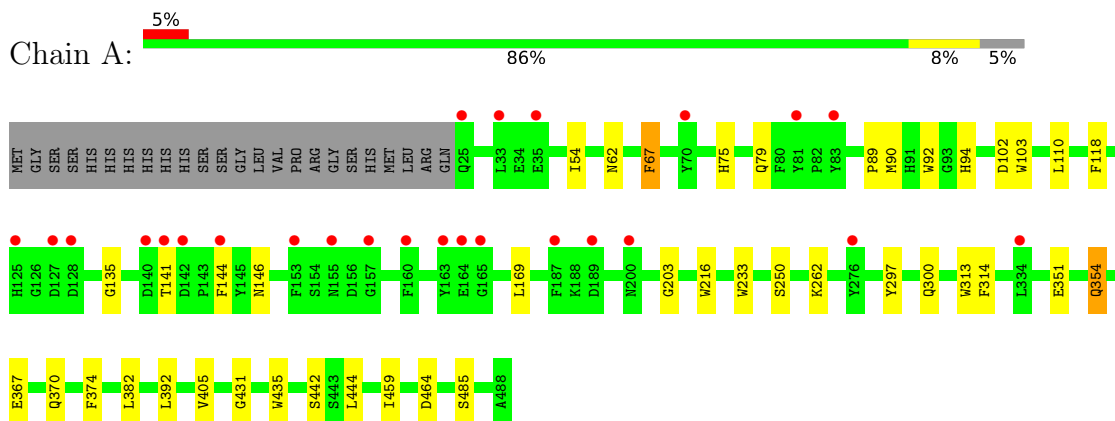 5%
Chain A:
86% 8% 5%
MET GLY SER SER HIS HIS HIS HIS HIS HIS SER SER GLY LEU VAL PRO ARG GLY SER HIS MET LEU ARG GLN Q25 L33 E34 E35 I54 N62 F67 Y70 H75 Q79 F80 Y81 P82 Y83 P89 M90 H91 W92 G93 H94 D102 W103 L110 F118
H125 G126 D127 D128 G135 D140 T141 D142 P143 F144 Y145 N146 F153 S154 N155 D156 G157 F160 Y163 E164 G165 L169 F187 K188 D189 N200 G203 W216 W233 S250 K262 Y276 Y297 Q300 W313 F314 L334 E351 Q354
E367 Q370 F374 L382 L392 V405 G431 W435 S442 S443 L444 I459 D464 S485 A488